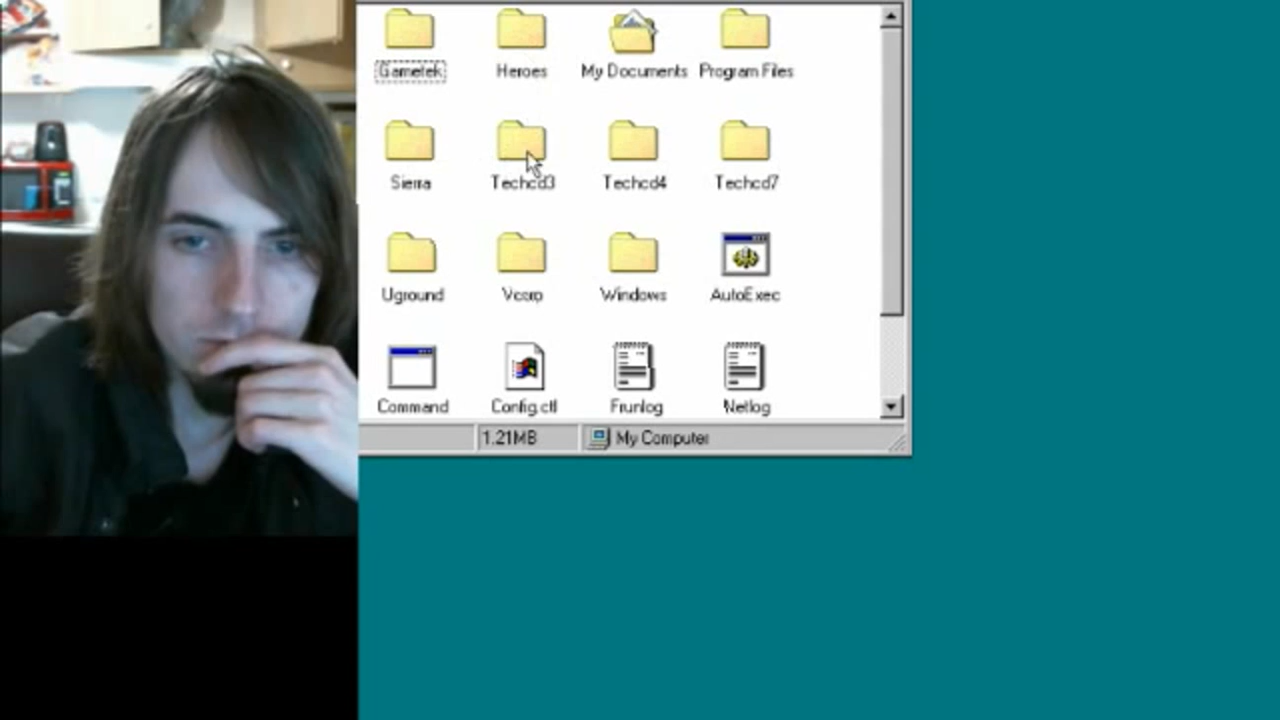 Gametek Heroes My Documents Program Files
Sierra Techcd3 Techcd4 Techcd7
Uground Vcorp Windows AutoExec
Command Config.ctl Frunlog Netlog
1.21MB My Computer